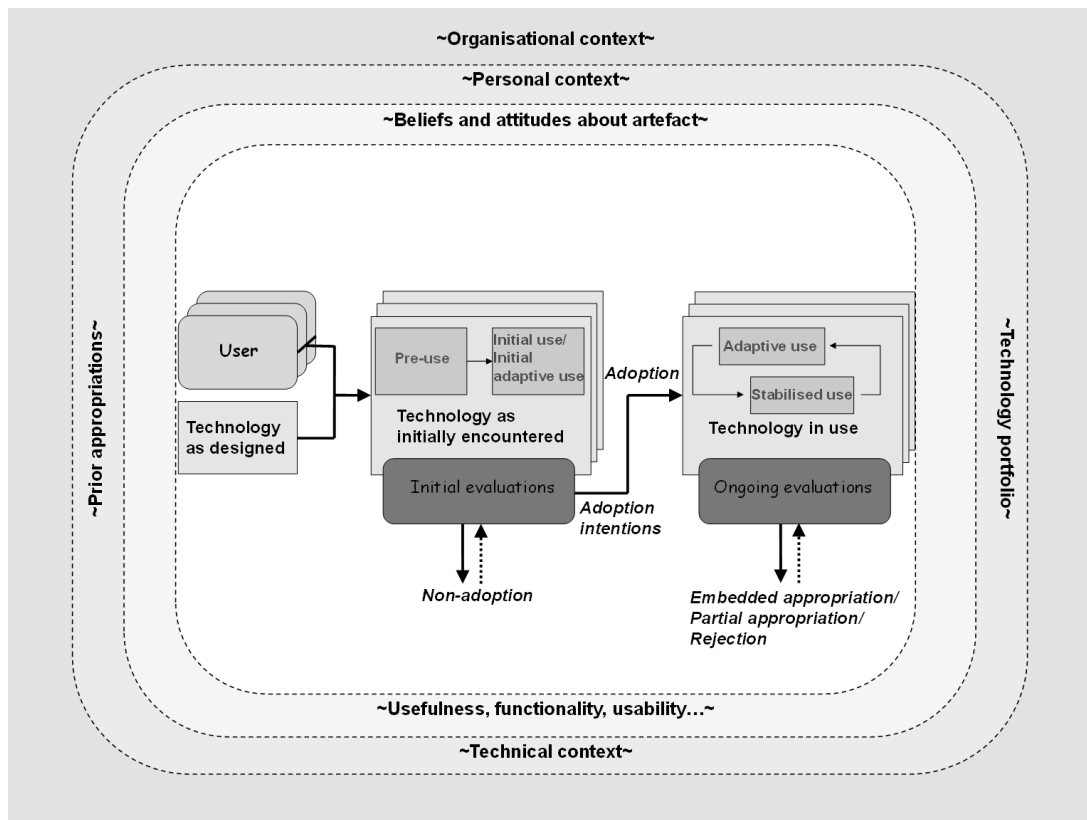 ~Organisational context~
~Personal context~
~Beliefs and attitudes about artefact~
~Prior appropriations~
User
Technology
as designed
Pre-use
Initial use/
Initial
adaptive use
Technology as
initially encountered
Initial evaluations
Adoption
Adoption
intentions
Non-adoption
Adaptive use
Stabilised use
Technology in use
Ongoing evaluations
Embedded appropriation/
Partial appropriation/
Rejection
~Technology portfolio~
~Usefulness, functionality, usability…~
~Technical context~